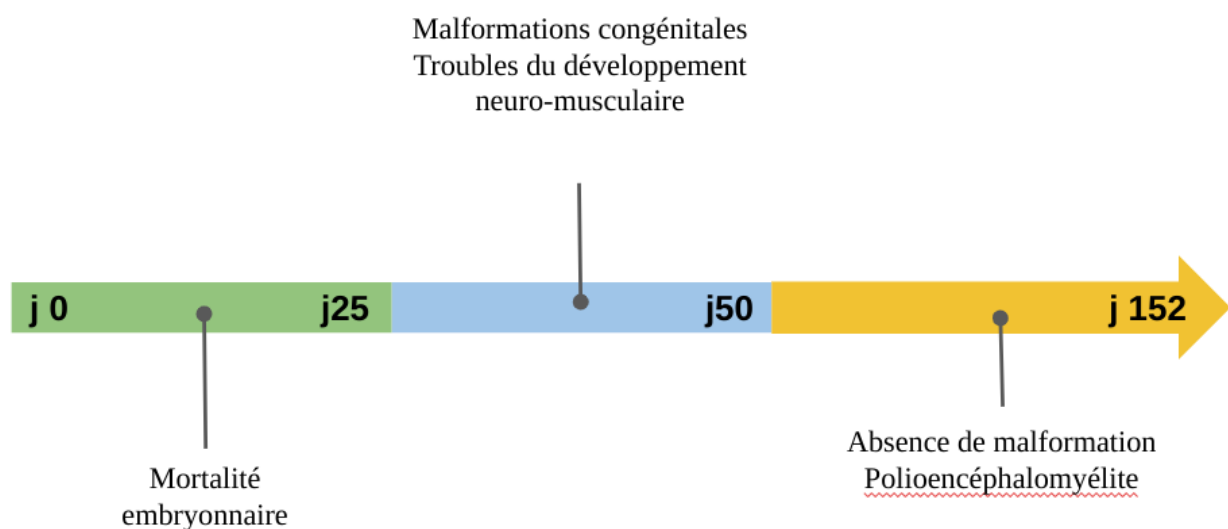 Malformations congénitales
Troubles du développement
neuro-musculaire
j 0
j25
j50
j 152
Mortalité
embryonnaire
Absence de malformation
Polioencéphalomyélite